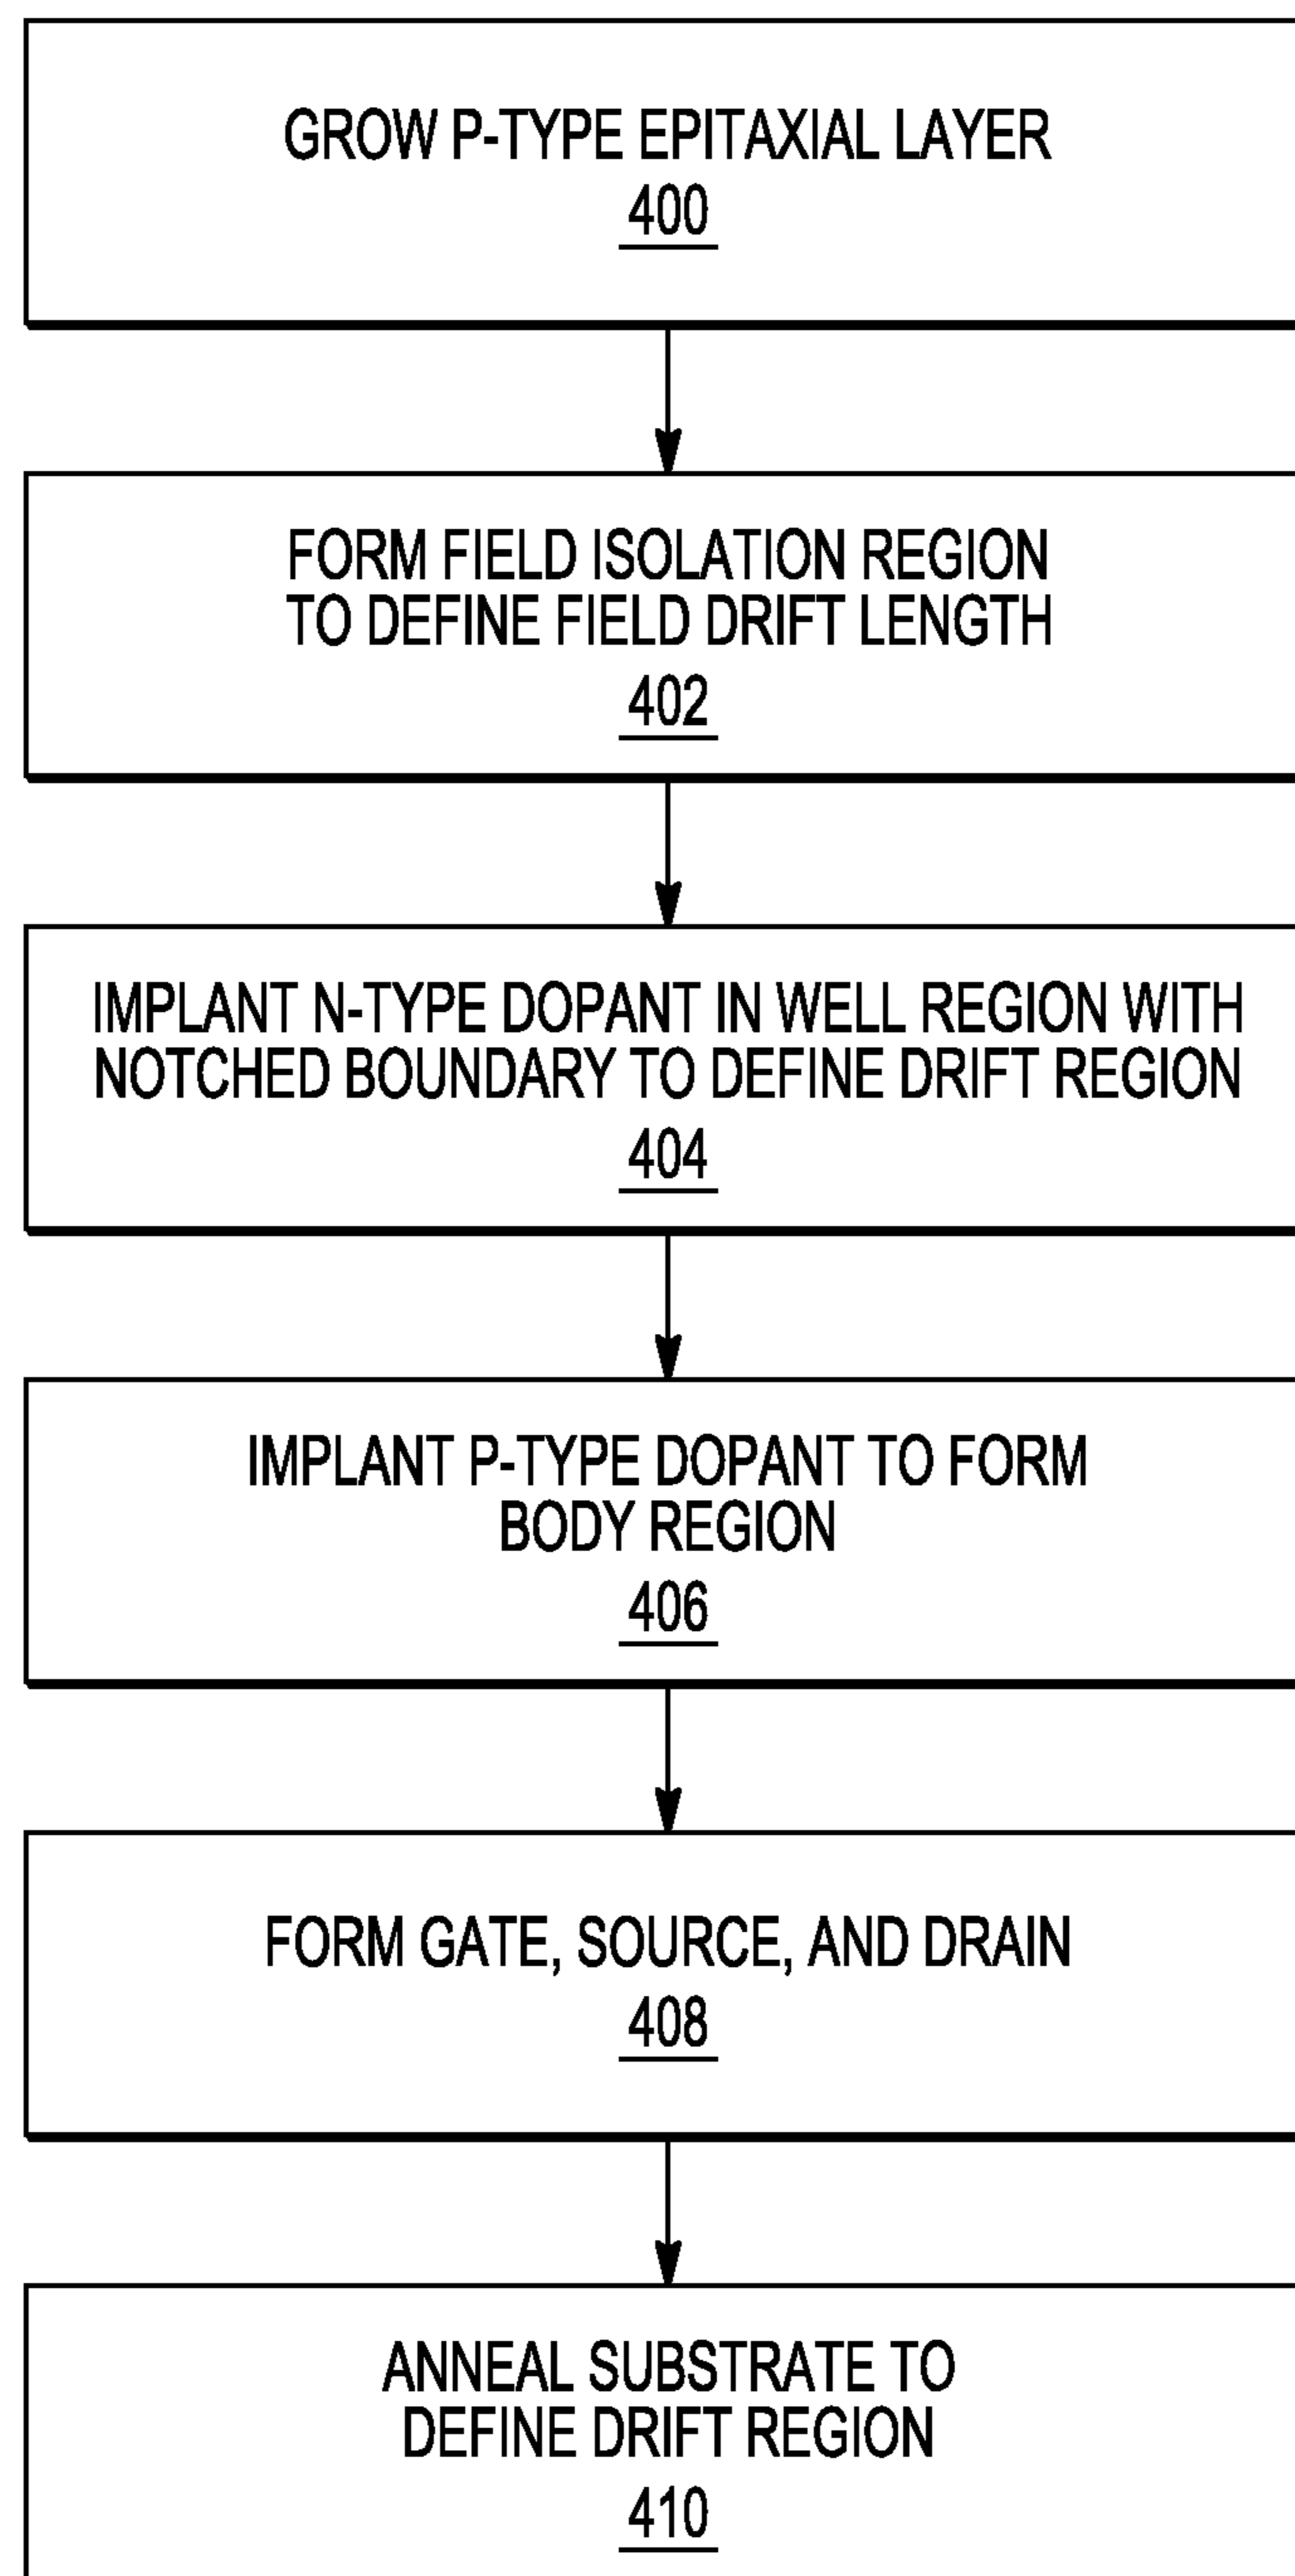 GROW P-TYPE EPITAXIAL LAYER
400
FORM FIELD ISOLATION REGION
TO DEFINE FIELD DRIFT LENGTH
402
IMPLANT N-TYPE DOPANT IN WELL REGION WITH
NOTCHED BOUNDARY TO DEFINE DRIFT REGION
404
IMPLANT P-TYPE DOPANT TO FORM
BODY REGION
406
FORM GATE, SOURCE, AND DRAIN
408
ANNEAL SUBSTRATE TO
DEFINE DRIFT REGION
410